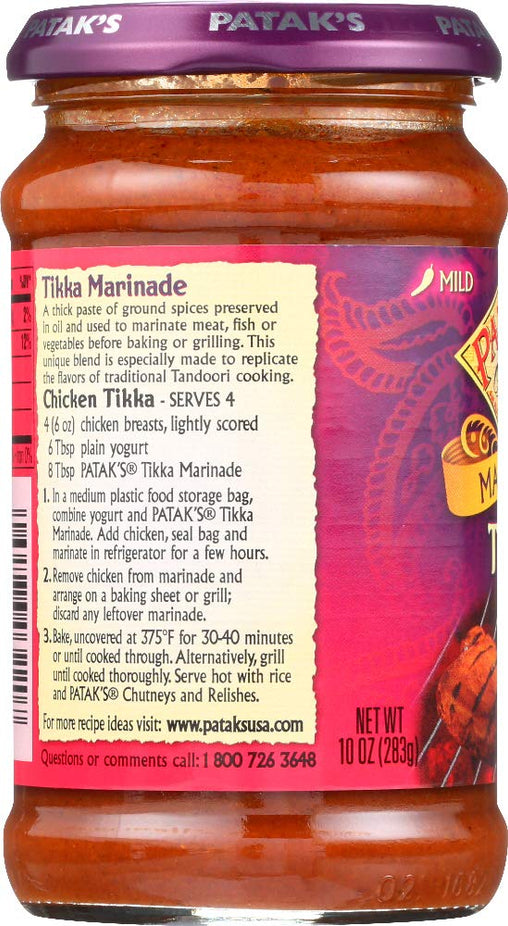 PATAK'S PATAK'S PATA
MILD
Tikka Marinade
A thick paste of ground spices preserved
in oil and used to marinate meat, fish or
vegetables before baking or grilling. This
unique blend is especially made to replicate
the flavors of traditional Tandoori cooking.
Chicken Tikka - SERVES 4
4 (6 oz) chicken breasts, lightly scored
6 Tbsp plain yogurt
8 Tbsp PATAK'S® Tikka Marinade
1. In a medium plastic food storage bag,
combine yogurt and PATAK'S® Tikka
Marinade. Add chicken, seal bag and
marinate in refrigerator for a few hours.
2. Remove chicken from marinade and
arrange on a baking sheet or grill;
discard any leftover marinade.
3. Bake, uncovered at 375°F for 30-40 minutes
or until cooked through. Alternatively, grill
until cooked thoroughly. Serve hot with rice
and PATAK'S® Chutneys and Relishes.
For more recipe ideas visit: www.pataksusa.com
Questions or comments call: 1 800 726 3648
NET WT
10 OZ (283g)
PA
MA
T